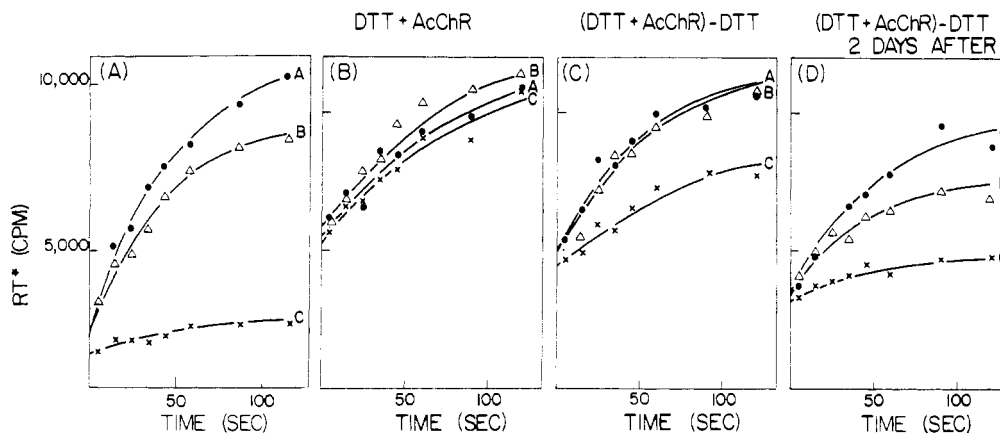 DTT + AcChR
(DTT + AcChR) - DTT
(DTT + AcChR) - DTT
2 DAYS AFTER
(A)
(B)
(C)
(D)
10,000
5,000
RT* (CPM)
A
B
C
B
A
C
A
B
C
50 100
50 100
50 100
50 100
TIME (SEC)
TIME (SEC)
TIME (SEC)
TIME (SEC)